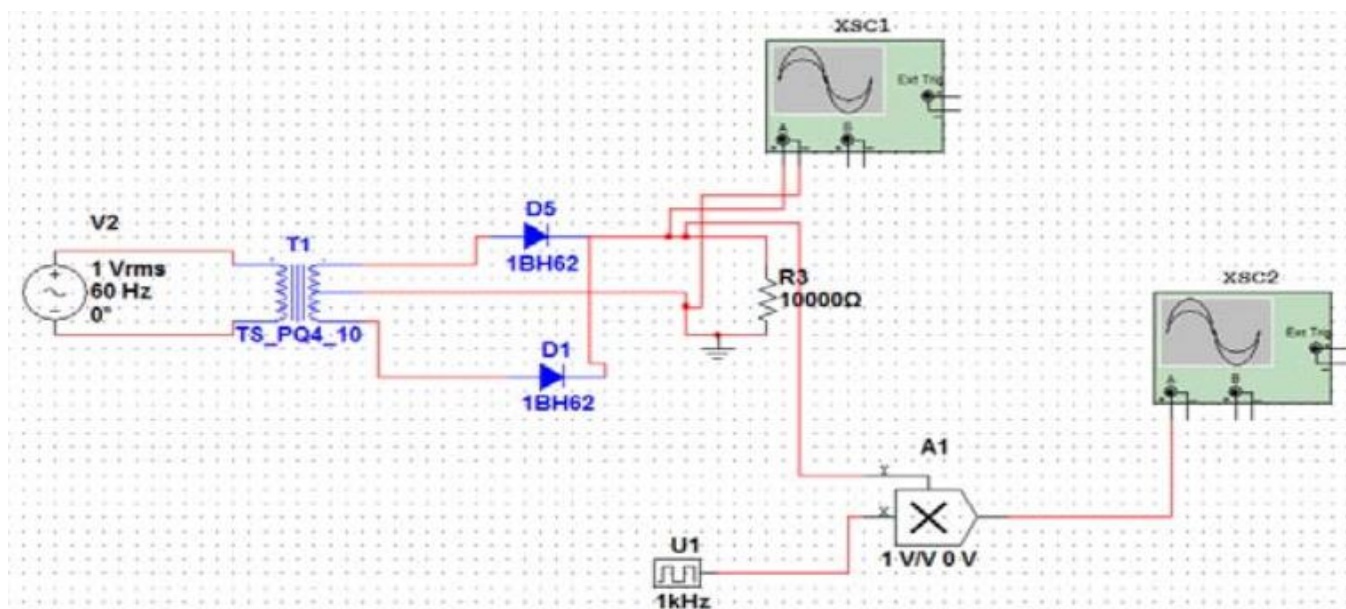 XSC1
Ext Trig
A
B
V2
1 Vrms
60 Hz
0°
T1
TS_PQ4_10
D5
1BH62
D1
1BH62
R3
10000Ω
XSC2
Ext Trig
A
B
A1
Y
X
1 V/V 0 V
U1
1kHz